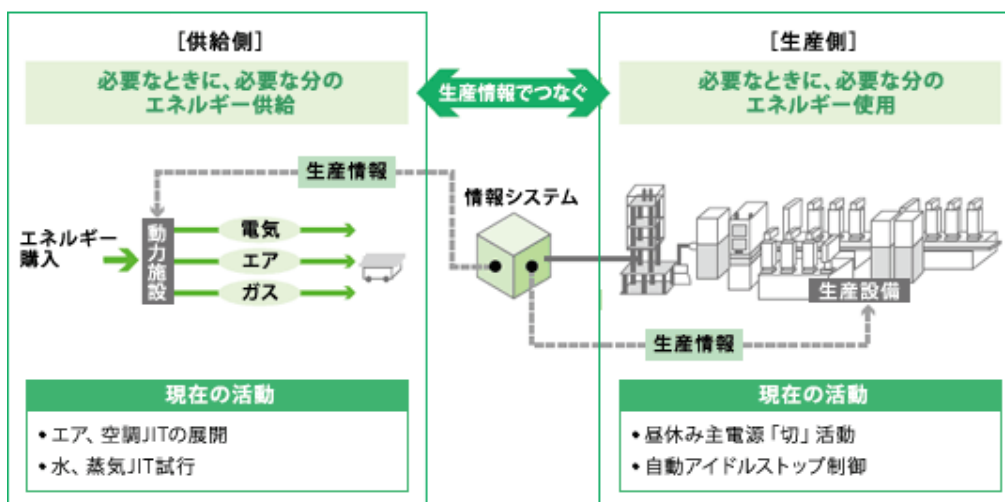 [供給側]
必要なときに、必要な分の
エネルギー供給
生産情報でつなぐ
[生産側]
必要なときに、必要な分の
エネルギー使用
生産情報
情報システム
エネルギー
購入
動力施設
電気
エア
ガス
生産設備
生産情報
現在の活動
• エア、空調JITの展開
• 水、蒸気JIT試行
現在の活動
• 昼休み主電源「切」活動
• 自動アイドルストップ制御